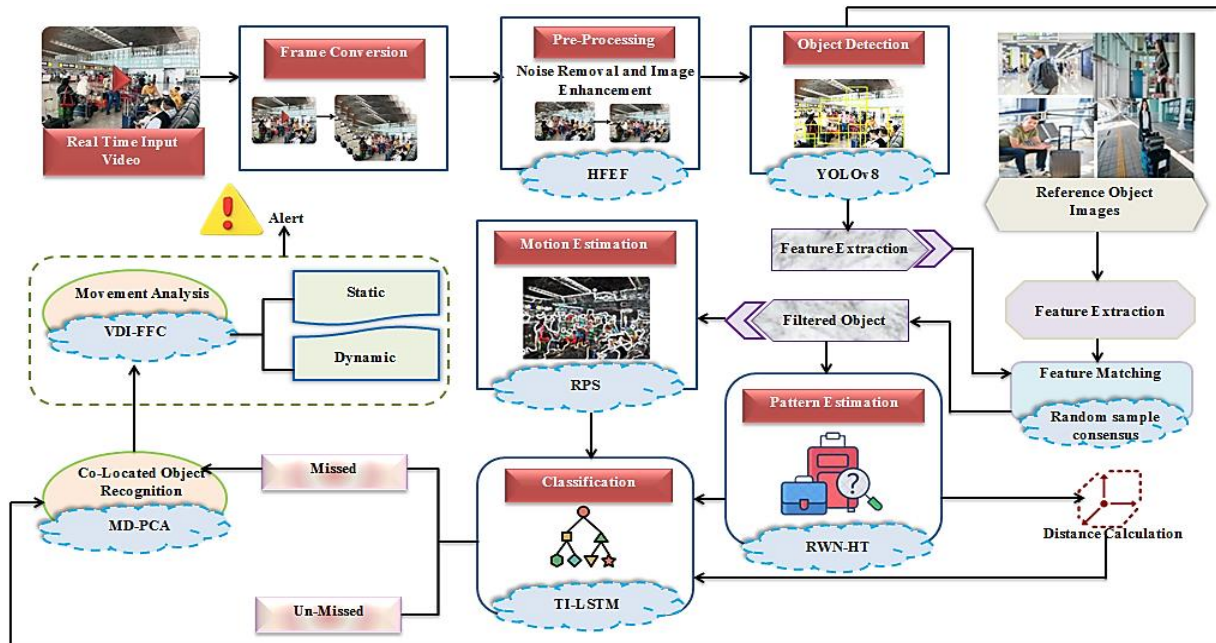 Real Time Input
Video
Frame Conversion
Pre-Processing
Noise Removal and Image
Enhancement
HFEF
Object Detection
YOLOv8
Reference Object
Images
Alert
Movement Analysis
VDI-FFC
Static
Dynamic
Motion Estimation
RPS
Feature Extraction
Filtered Object
Feature Extraction
Feature Matching
Random sample
consensus
Pattern Estimation
?
RWN-HT
Distance Calculation
Co-Located Object
Recognition
MD-PCA
Missed
Un-Missed
Classification
TI-LSTM